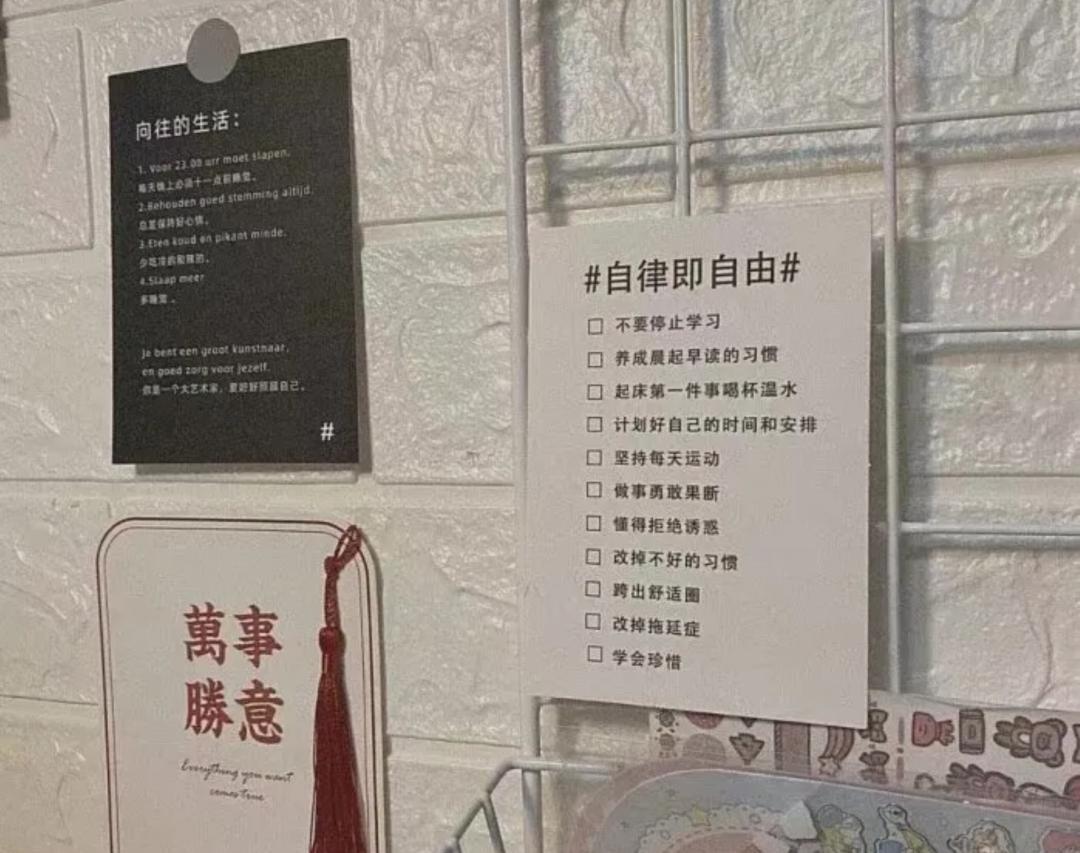 向往的生活：
1. Voor 23.00 urr moet slapen.
每天晚上必须十一点前睡觉。
2.Behouden goed stemming altijd.
总是保持好心情。
3.Eten koud en pikant minde.
少吃冷的和辣的。
4.Slaap meer
多睡觉。
Je bent een groot kunstnaar,
en goed zorg voor jezelf.
你是一个大艺术家，要好好照顾自己。
#
#自律即自由#
不要停止学习
养成晨起早读的习惯
起床第一件事喝杯温水
计划好自己的时间和安排
坚持每天运动
做事勇敢果断
懂得拒绝诱惑
改掉不好的习惯
跨出舒适圈
改掉拖延症
学会珍惜
萬事
勝意
Everything you want
comes true